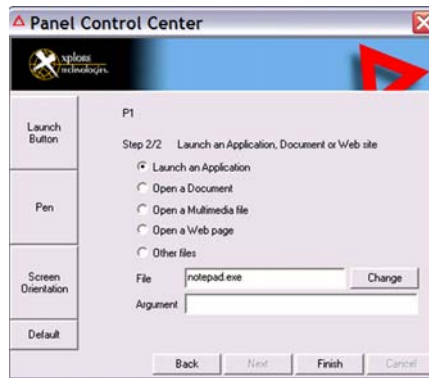 Panel Control Center
xplore
technologies
P1
Launch
Button
Step 2/2 Launch an Application, Document or Web site
Launch an Application
Open a Document
Pen
Open a Multimedia file
Open a Web page
Other files
Screen
Orientation
File notepad.exe Change
Argument
Default
Back Next Finish Cancel